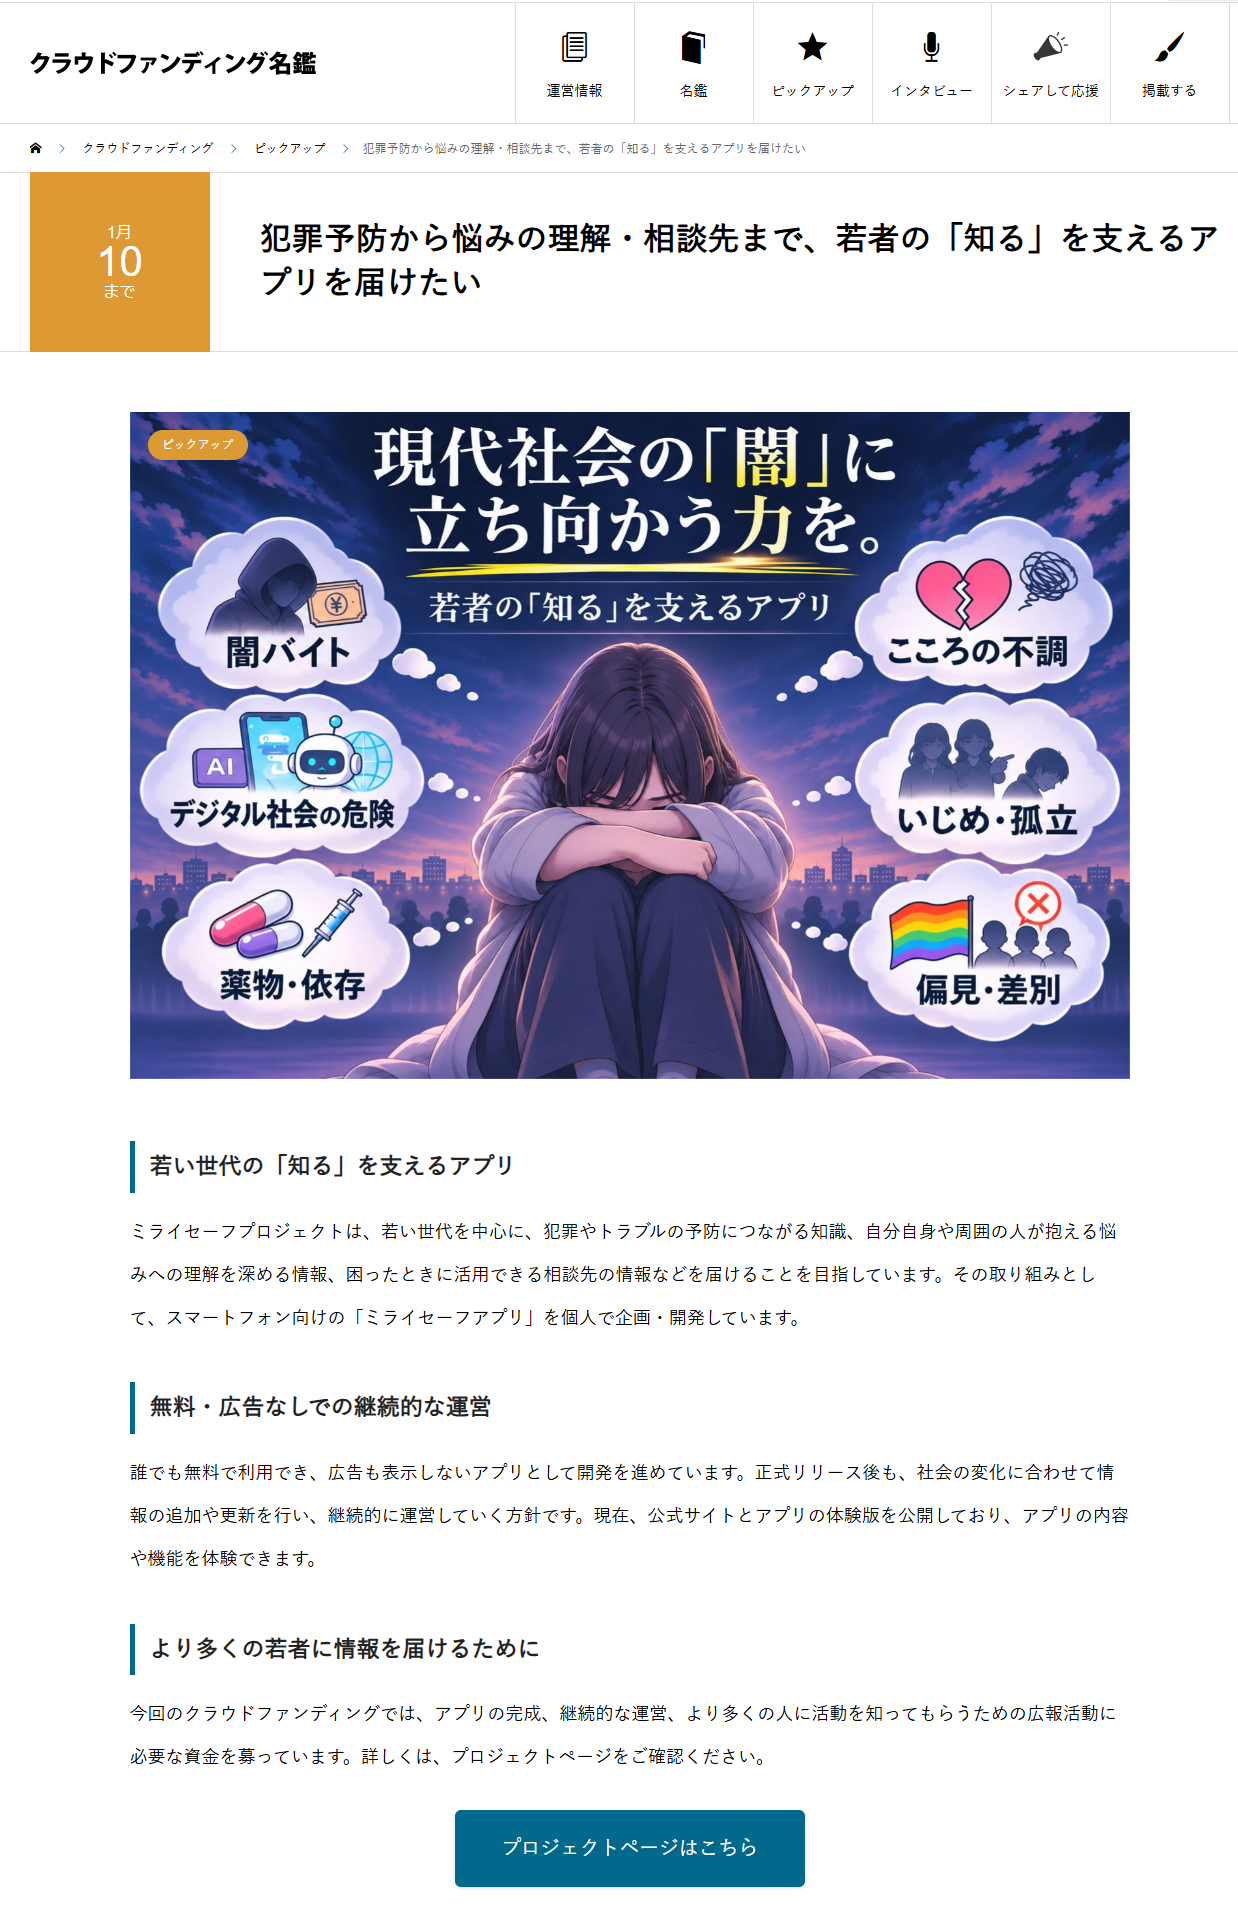 クラウドファンディング名鑑
運営情報
名鑑
ピックアップ
インタビュー
シェアして応援
掲載する
クラウドファンディング
ピックアップ
犯罪予防から悩みの理解・相談先まで、若者の「知る」を支えるアプリを届けたい
1月
10
まで
犯罪予防から悩みの理解・相談先まで、若者の「知る」を支えるア
プリを届けたい
ピックアップ
現代社会の「闇」に
立ち向かう力を。
若者の「知る」を支えるアプリ
¥
闇バイト
こころの不調
AI
デジタル社会の危険
いじめ・孤立
薬物・依存
偏見・差別
若い世代の「知る」を支えるアプリ
ミライセーフプロジェクトは、若い世代を中心に、犯罪やトラブルの予防につながる知識、自分自身や周囲の人が抱える悩
みへの理解を深める情報、困ったときに活用できる相談先の情報などを届けることを目指しています。その取り組みとし
て、スマートフォン向けの「ミライセーフアプリ」を個人で企画・開発しています。
無料・広告なしでの継続的な運営
誰でも無料で利用でき、広告も表示しないアプリとして開発を進めています。正式リリース後も、社会の変化に合わせて情
報の追加や更新を行い、継続的に運営していく方針です。現在、公式サイトとアプリの体験版を公開しており、アプリの内容
や機能を体験できます。
より多くの若者に情報を届けるために
今回のクラウドファンディングでは、アプリの完成、継続的な運営、より多くの人に活動を知ってもらうための広報活動に
必要な資金を募っています。詳しくは、プロジェクトページをご確認ください。
プロジェクトページはこちら